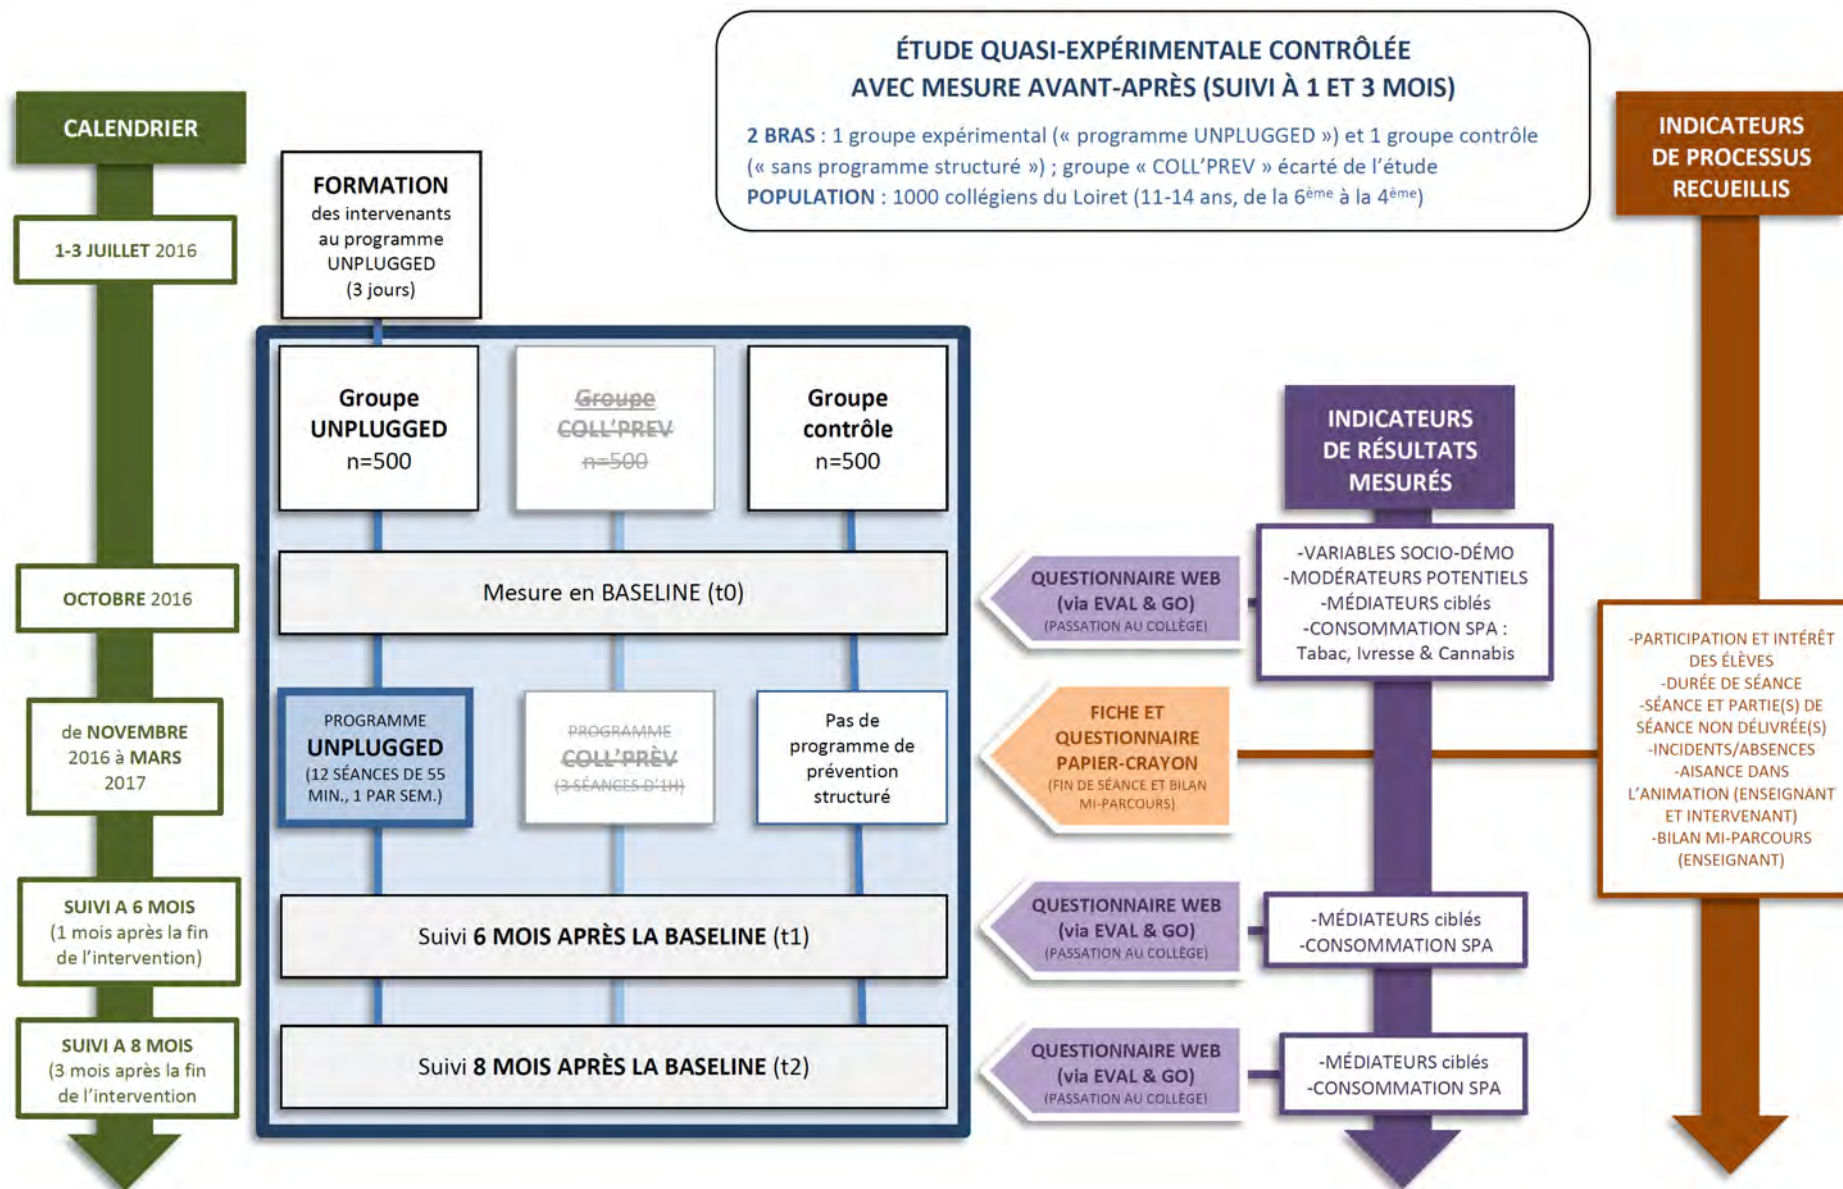 ÉTUDE QUASI-EXPÉRIMENTALE CONTRÔLÉE
AVEC MESURE AVANT-APRÈS (SUIVI À 1 ET 3 MOIS)
2 BRAS : 1 groupe expérimental (« programme UNPLUGGED ») et 1 groupe contrôle
(« sans programme structuré ») ; groupe « COLL'PREV » écarté de l'étude
POPULATION : 1000 collégiens du Loiret (11-14 ans, de la 6ème à la 4ème)
CALENDRIER
1-3 JUILLET 2016
OCTOBRE 2016
de NOVEMBRE
2016 à MARS
2017
SUIVI A 6 MOIS
(1 mois après la fin
de l'intervention)
SUIVI A 8 MOIS
(3 mois après la fin
de l'intervention
FORMATION
des intervenants
au programme
UNPLUGGED
(3 jours)
Groupe
UNPLUGGED
n=500
Groupe
COLL'PREV
n=500
Groupe
contrôle
n=500
Mesure en BASELINE (t0)
PROGRAMME
UNPLUGGED
(12 SÉANCES DE 55
MIN., 1 PAR SEM.)
PROGRAMME
COLL'PRÈV
(3 SÉANCES D'1H)
Pas de
programme de
prévention
structuré
Suivi 6 MOIS APRÈS LA BASELINE (t1)
Suivi 8 MOIS APRÈS LA BASELINE (t2)
QUESTIONNAIRE WEB
(via EVAL & GO)
(PASSATION AU COLLÈGE)
FICHE ET
QUESTIONNAIRE
PAPIER-CRAYON
(FIN DE SÉANCE ET BILAN
MI-PARCOURS)
QUESTIONNAIRE WEB
(via EVAL & GO)
(PASSATION AU COLLÈGE)
QUESTIONNAIRE WEB
(via EVAL & GO)
(PASSATION AU COLLÈGE)
INDICATEURS
DE RÉSULTATS
MESURÉS
-VARIABLES SOCIO-DÉMO
-MODÉRATEURS POTENTIELS
-MÉDIATEURS ciblés
-CONSOMMATION SPA :
Tabac, Ivresse & Cannabis
-MÉDIATEURS ciblés
-CONSOMMATION SPA
-MÉDIATEURS ciblés
-CONSOMMATION SPA
INDICATEURS
DE PROCESSUS
RECUEILLIS
-PARTICIPATION ET INTÉRÊT
DES ÉLÈVES
-DURÉE DE SÉANCE
-SÉANCE ET PARTIE(S) DE
SÉANCE NON DÉLIVRÉE(S)
-INCIDENTS/ABSENCES
-AISANCE DANS
L'ANIMATION (ENSEIGNANT
ET INTERVENANT)
-BILAN MI-PARCOURS
(ENSEIGNANT)